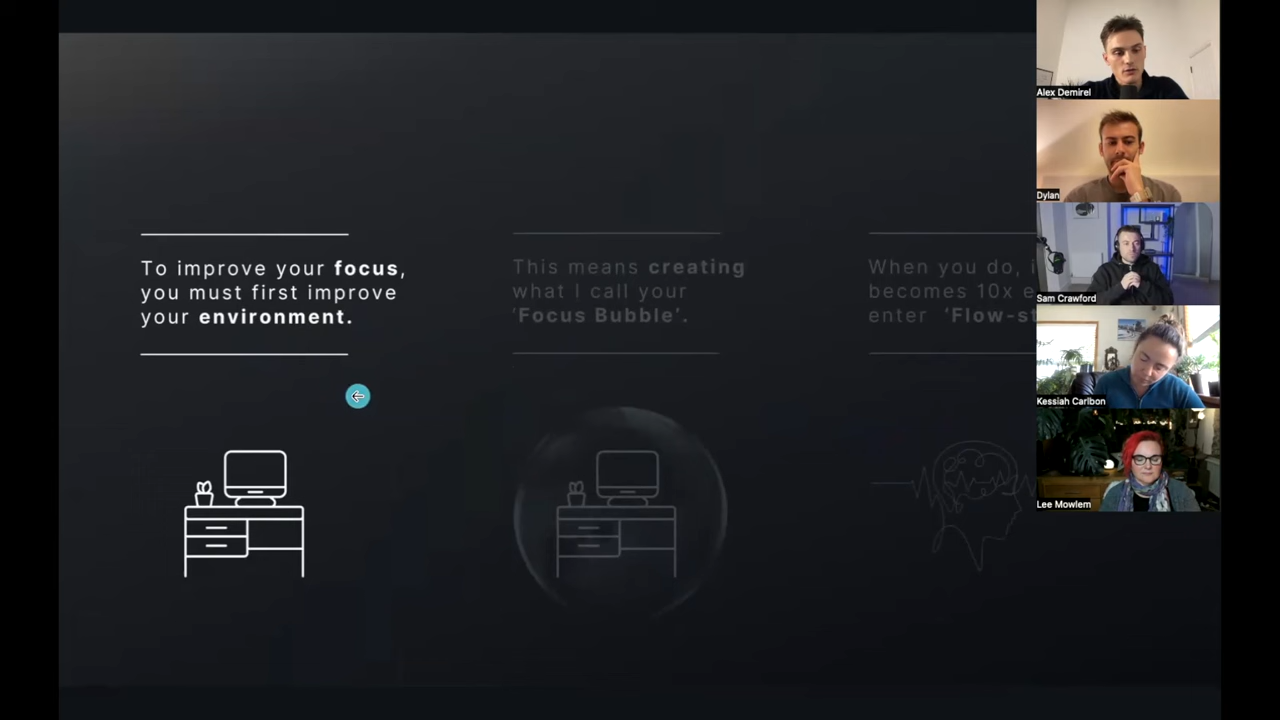 To improve your focus,
you must first improve
your environment.
This means creating
what I call your
'Focus Bubble'.
When you do,
becomes 10x
enter 'Flow-st
Alex Demirel
Dylan
Sam Crawford
Kessiah Carlbon
Lee Mowlem